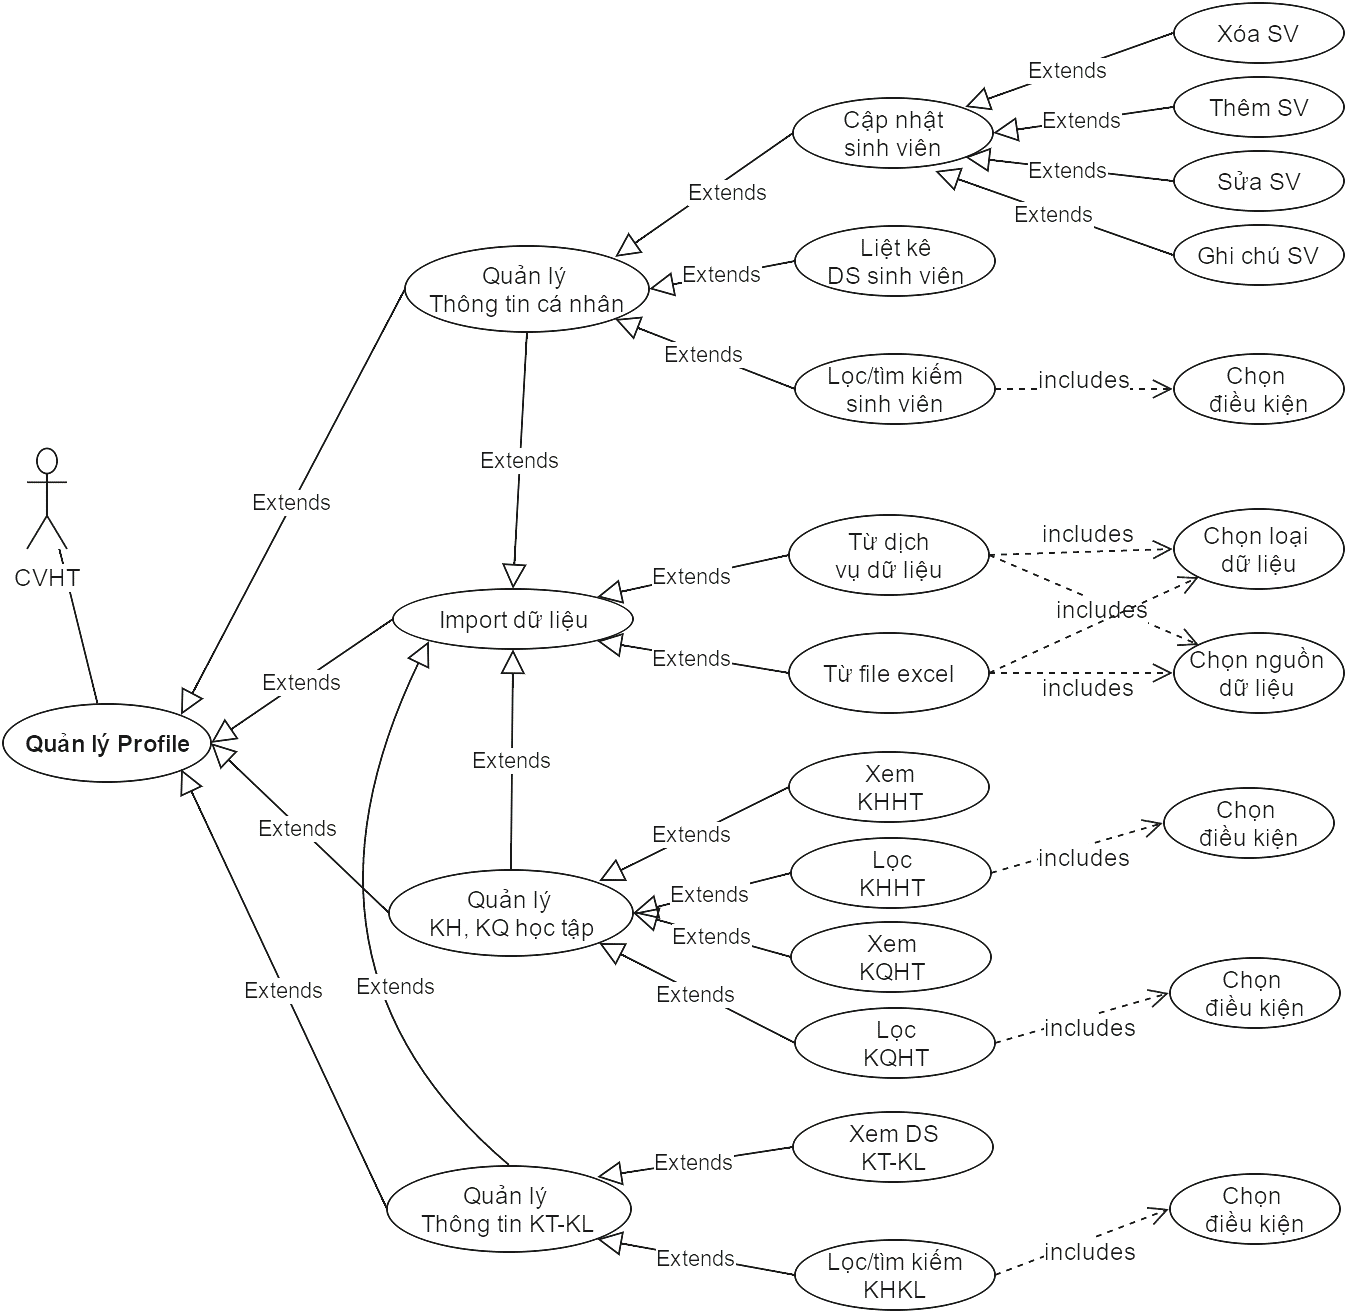 Xóa SV
Extends
Thêm SV
Cập nhật
sinh viên
Extends
Extends
Sửa SV
Extends
Extends
Ghi chú SV
Liệt kê
DS sinh viên
Extends
Quản lý
Thông tin cá nhân
Extends
Lọc/tìm kiếm
sinh viên
includes
Chọn
điều kiện
Extends
Extends
CVHT
Từ dịch
vụ dữ liệu
includes
Chọn loại
dữ liệu
Extends
Import dữ liệu
includes
Extends
Từ file excel
includes
Chọn nguồn
dữ liệu
Extends
Quản lý Profile
Extends
Xem
KHHT
Extends
Chọn
điều kiện
Extends
Lọc
KHHT
includes
Extends
Quản lý
KH, KQ học tập
Extends
Xem
KQHT
Extends
Extends
Extends
Chọn
điều kiện
Lọc
KQHT
includes
Xem DS
KT-KL
Extends
Quản lý
Thông tin KT-KL
Chọn
điều kiện
Extends
Lọc/tìm kiếm
KHKL
includes